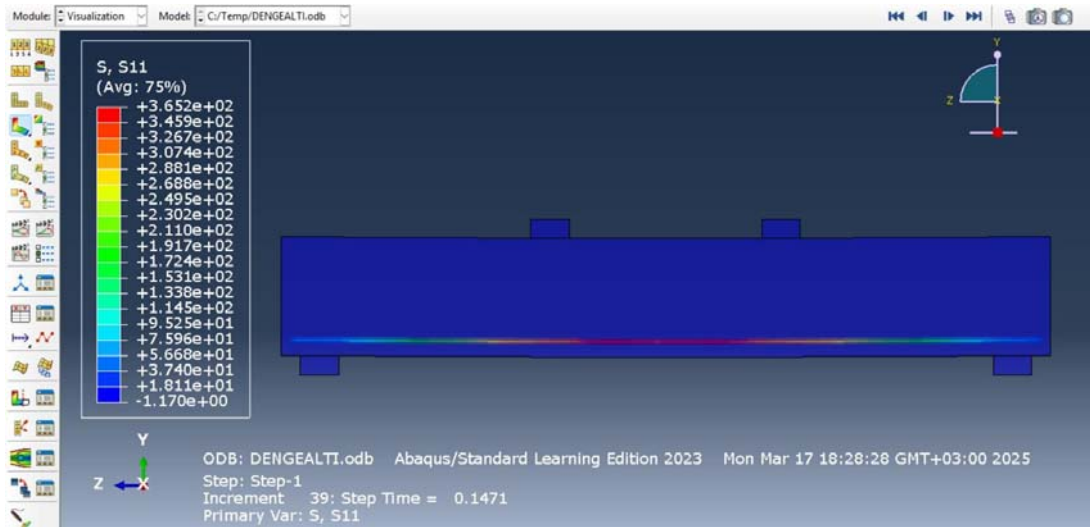 Module: Visualization Model: C:/Temp/DENGEALTI.odb
S, S11
(Avg: 75%)
+3.652e+02
+3.459e+02
+3.267e+02
+3.074e+02
+2.881e+02
+2.688e+02
+2.495e+02
+2.302e+02
+2.110e+02
+1.917e+02
+1.724e+02
+1.531e+02
+1.338e+02
+1.145e+02
+9.525e+01
+7.596e+01
+5.668e+01
+3.740e+01
+1.811e+01
-1.170e+00
Y
Z X
Y
Z X
ODB: DENGEALTI.odb Abaqus/Standard Learning Edition 2023 Mon Mar 17 18:28:28 GMT+03:00 2025
Step: Step-1
Increment 39: Step Time = 0.1471
Primary Var: S, S11